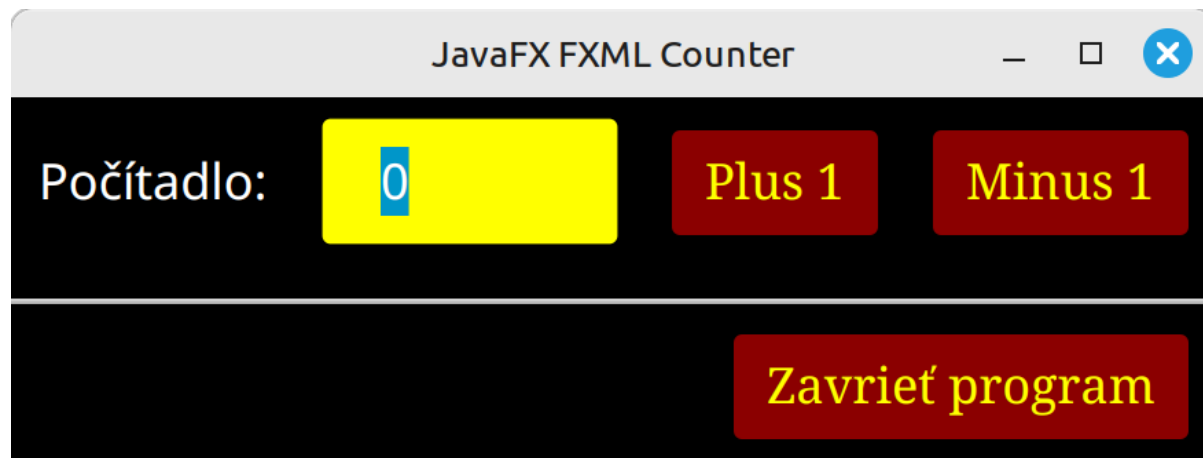 JavaFX FXML Counter
Počítadlo: 0 Plus 1 Minus 1
Zavrieť program